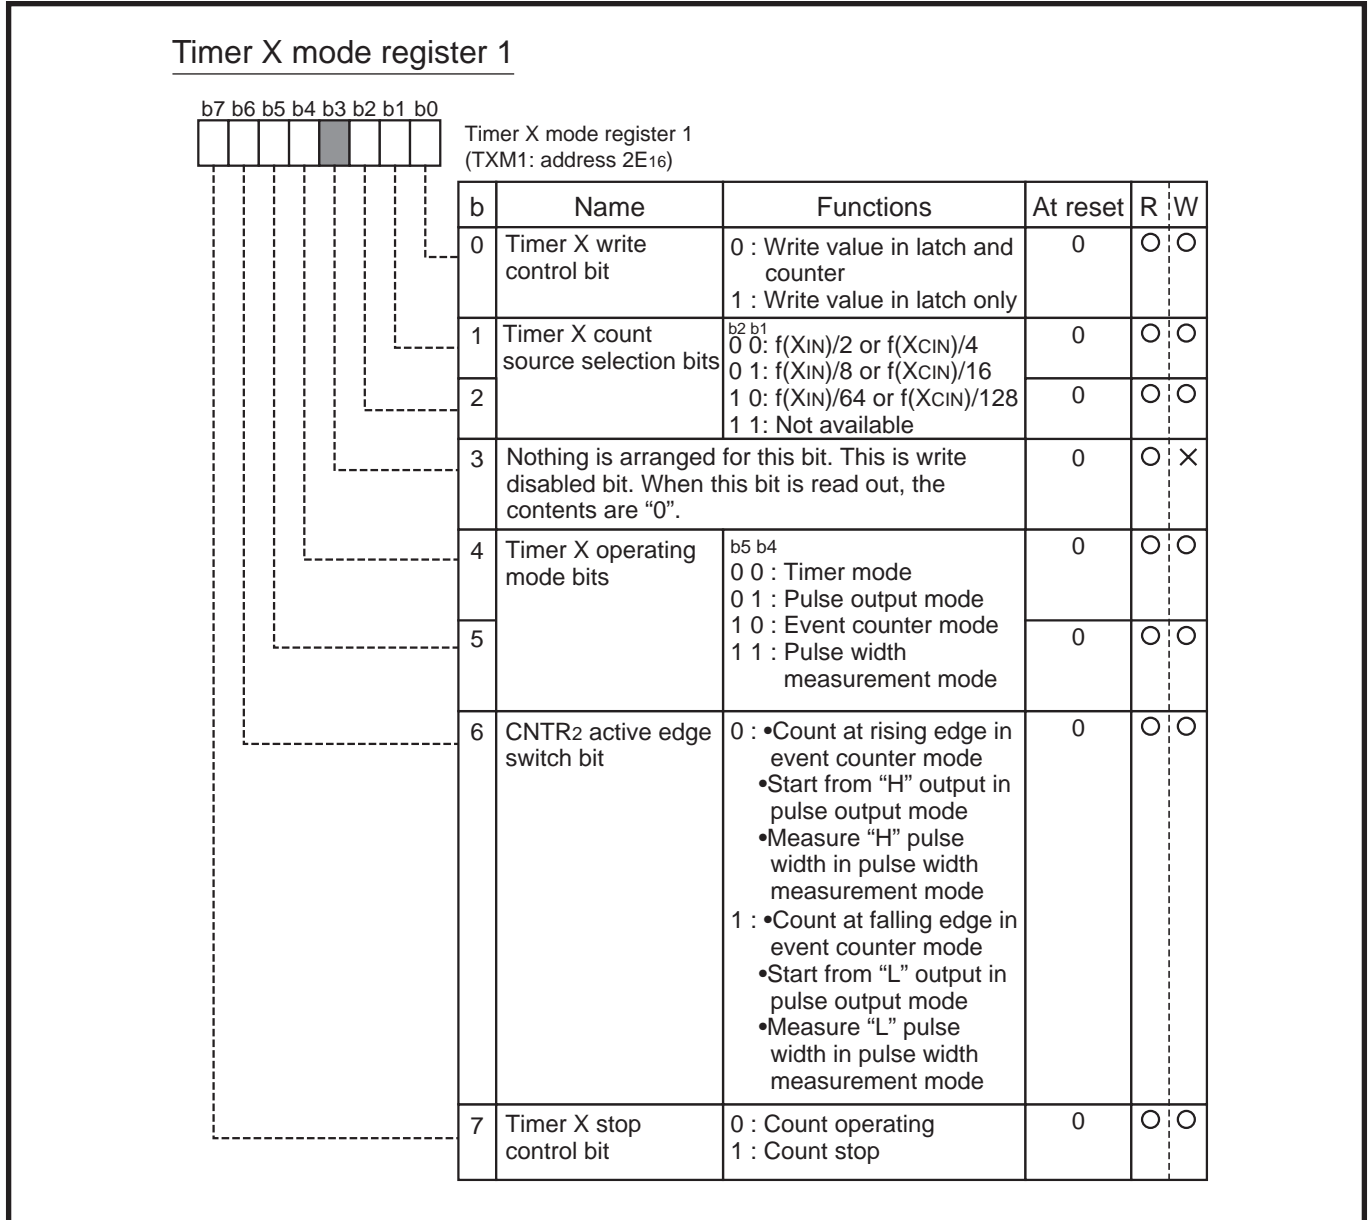 Timer X mode register 1
b7 b6 b5 b4 b3 b2 b1 b0
Timer X mode register 1
(TXM1: address 2E16)
b Name Functions At reset R W
0 Timer X write control bit 0 : Write value in latch and counter 0 O O
1 : Write value in latch only
1 Timer X count source selection bits b2 b1 0 O O
0 0: f(XIN)/2 or f(XCIN)/4
0 1: f(XIN)/8 or f(XCIN)/16
2 1 0: f(XIN)/64 or f(XCIN)/128 0 O O
1 1: Not available
3 Nothing is arranged for this bit. This is write 0 O ×
disabled bit. When this bit is read out, the
contents are “0”.
4 Timer X operating mode bits b5 b4 0 O O
0 0 : Timer mode
0 1 : Pulse output mode
1 0 : Event counter mode
5 1 1 : Pulse width 0 O O
measurement mode
6 CNTR2 active edge switch bit 0 : •Count at rising edge in 0 O O
event counter mode
•Start from “H” output in
pulse output mode
•Measure “H” pulse
width in pulse width
measurement mode
1 : •Count at falling edge in
event counter mode
•Start from “L” output in
pulse output mode
•Measure “L” pulse
width in pulse width
measurement mode
7 Timer X stop control bit 0 : Count operating 0 O O
1 : Count stop